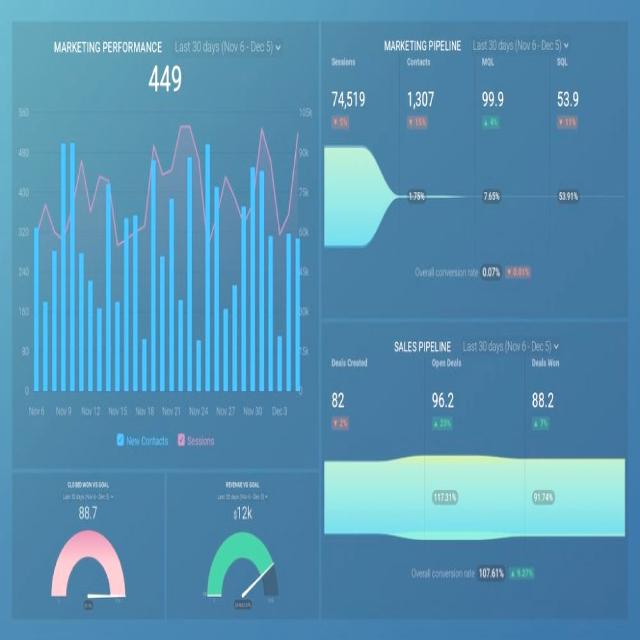 MARKETING PERFORMANCE Last 30 days (Nov 6 - Dec 5)
449
560 105k
480 90k
400 75k
320 60k
240 45k
160 30k
80 15k
0 0
Nov 6 Nov 9 Nov 12 Nov 15 Nov 18 Nov 21 Nov 24 Nov 27 Nov 30 Dec 3
New Contacts Sessions
CLOSED WON VS GOAL
Last 30 days (Nov 6 - Dec 5)
88.7
REVENUE VS GOAL
Last 30 days (Nov 6 - Dec 5)
$12k
MARKETING PIPELINE Last 30 days (Nov 6 - Dec 5)
Sessions Contacts MQL SQL
74,519 1,307 99.9 53.9
▼ 5% ▼ 15% ▲ 4% ▼ 11%
1.75% 7.65% 53.91%
Overall conversion rate 0.07% ▼ 0.01%
SALES PIPELINE Last 30 days (Nov 6 - Dec 5)
Deals Created Open Deals Deals Won
82 96.2 88.2
▼ 2% ▲ 20% ▲ 7%
117.31% 91.74%
Overall conversion rate 107.61% ▲ 9.27%